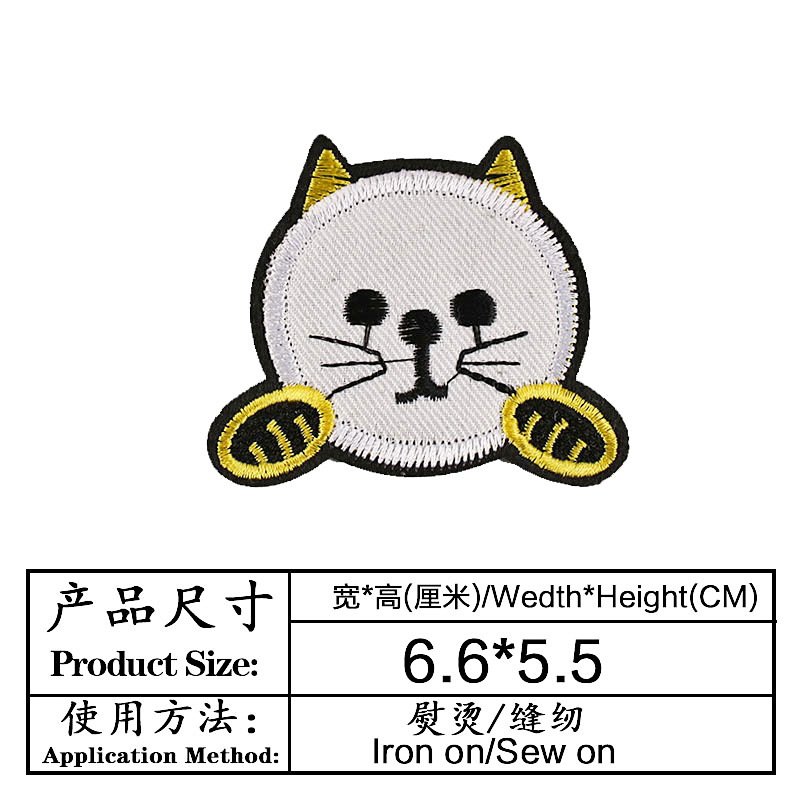 产品尺寸
Product Size:
宽*高(厘米)/Wedth*Height(CM)
6.6*5.5
使用方法:
Application Method:
熨烫/缝纫
Iron on/Sew on